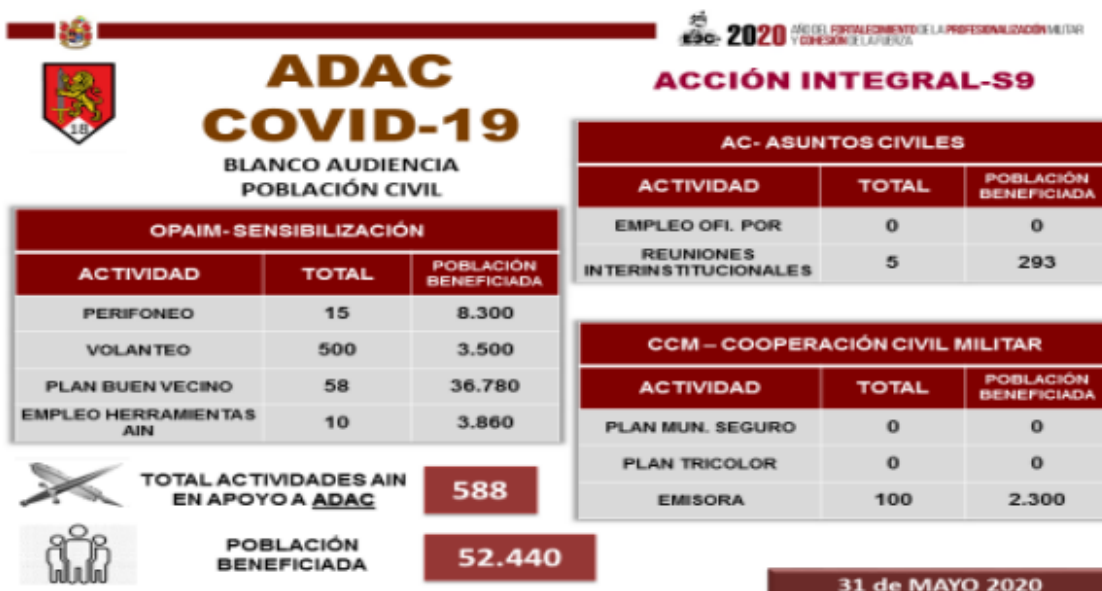 EJC- 2020 AÑO DEL FORTALECIMIENTO DE LA PROFESIONALIZACIÓN MILITAR
Y COHESIÓN DE LA FUERZA
18
ADAC
COVID-19
BLANCO AUDIENCIA
POBLACIÓN CIVIL
OPAIM- SENSIBILIZACIÓN
ACTIVIDAD TOTAL POBLACIÓN BENEFICIADA
PERIFONEO 15 8.300
VOLANTEO 500 3.500
PLAN BUEN VECINO 58 36.780
EMPLEO HERRAMIENTAS
AIN 10 3.860
TOTAL ACTIVIDADES AIN
EN APOYO A ADAC 588
POBLACIÓN
BENEFICIADA 52.440
ACCIÓN INTEGRAL-S9
AC- ASUNTOS CIVILES
ACTIVIDAD TOTAL POBLACIÓN BENEFICIADA
EMPLEO OFI. POR 0 0
REUNIONES
INTERINSTITUCIONALES 5 293
CCM – COOPERACIÓN CIVIL MILITAR
ACTIVIDAD TOTAL POBLACIÓN BENEFICIADA
PLAN MUN. SEGURO 0 0
PLAN TRICOLOR 0 0
EMISORA 100 2.300
31 de MAYO 2020